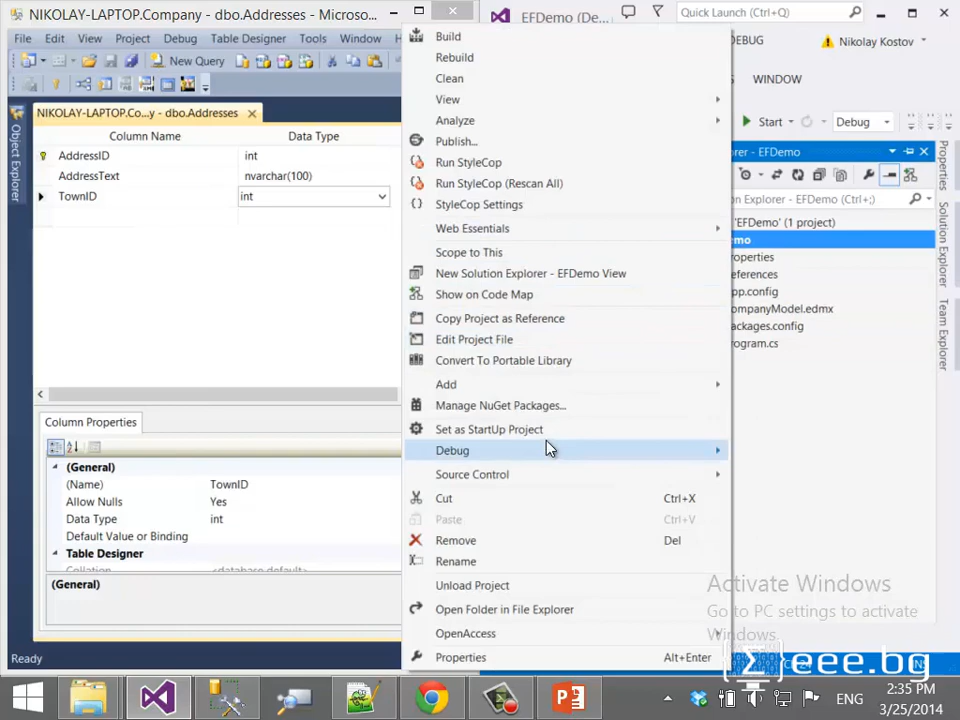 NIKOLAY-LAPTOP.Company - dbo.Addresses - Microso...
File Edit View Project Debug Table Designer Tools Window
New Query
Object Explorer
NIKOLAY-LAPTOP.Co...y - dbo.Addresses
Column Name Data Type
AddressID int
AddressText nvarchar(100)
TownID int
Column Properties
(General)
(Name) TownID
Allow Nulls Yes
Data Type int
Default Value or Binding
Table Designer
Collation <database default>
(General)
Ready
Build
Rebuild
Clean
View
Analyze
Publish...
Run StyleCop
Run StyleCop (Rescan All)
StyleCop Settings
Web Essentials
Scope to This
New Solution Explorer - EFDemo View
Show on Code Map
Copy Project as Reference
Edit Project File
Convert To Portable Library
Add
Manage NuGet Packages...
Set as StartUp Project
Debug
Source Control
Cut Ctrl+X
Paste Ctrl+V
Remove Del
Rename
Unload Project
Open Folder in File Explorer
OpenAccess
Properties Alt+Enter
EFDemo (De...
Quick Launch (Ctrl+Q)
EBUG
Nikolay Kostov
WINDOW
Start Debug
rer - EFDemo
Explorer - EFDemo (Ctrl+;)
'EFDemo' (1 project)
mo
roperties
eferences
pp.config
ompanyModel.edmx
ackages.config
rogram.cs
Properties
Solution Explorer
Team Explorer
Activate Windows
Go to PC settings to activate
Windows.
eee.bg
ENG
2:35 PM
3/25/2014